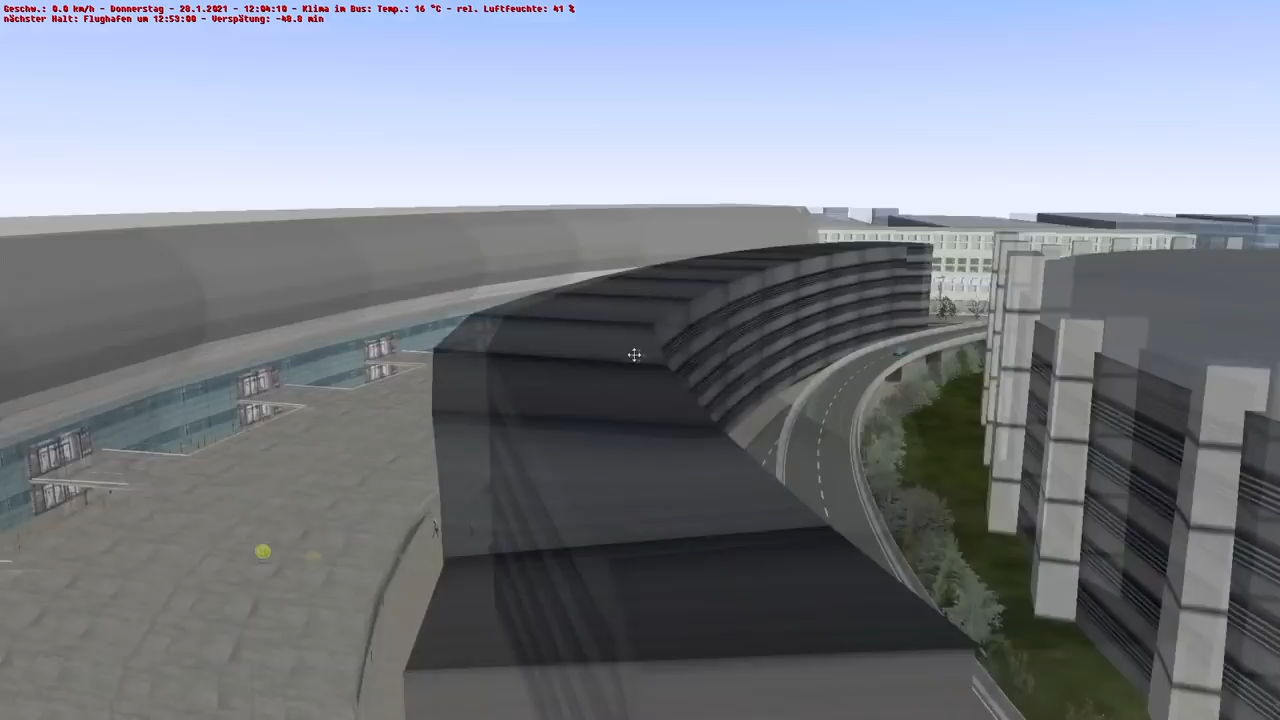 Geschw.: 0.0 km/h - Donnerstag - 28.1.2021 - 12:04:10 - Klima im Bus: Temp.: 16 °C - rel. Luftfeuchte: 41 %
nächster Halt: Flughafen um 12:53:00 - Verspätung: -48.8 min